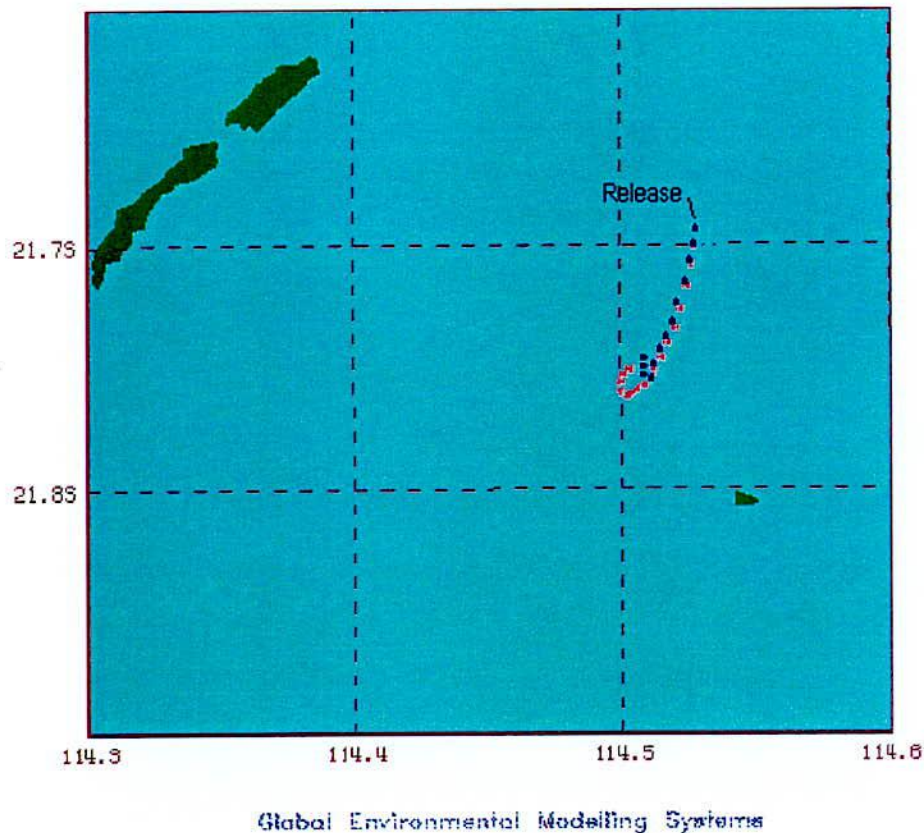 Release
21.7S
21.8S
114.3
114.4
114.5
114.6
Global Environmental Modelling Systems